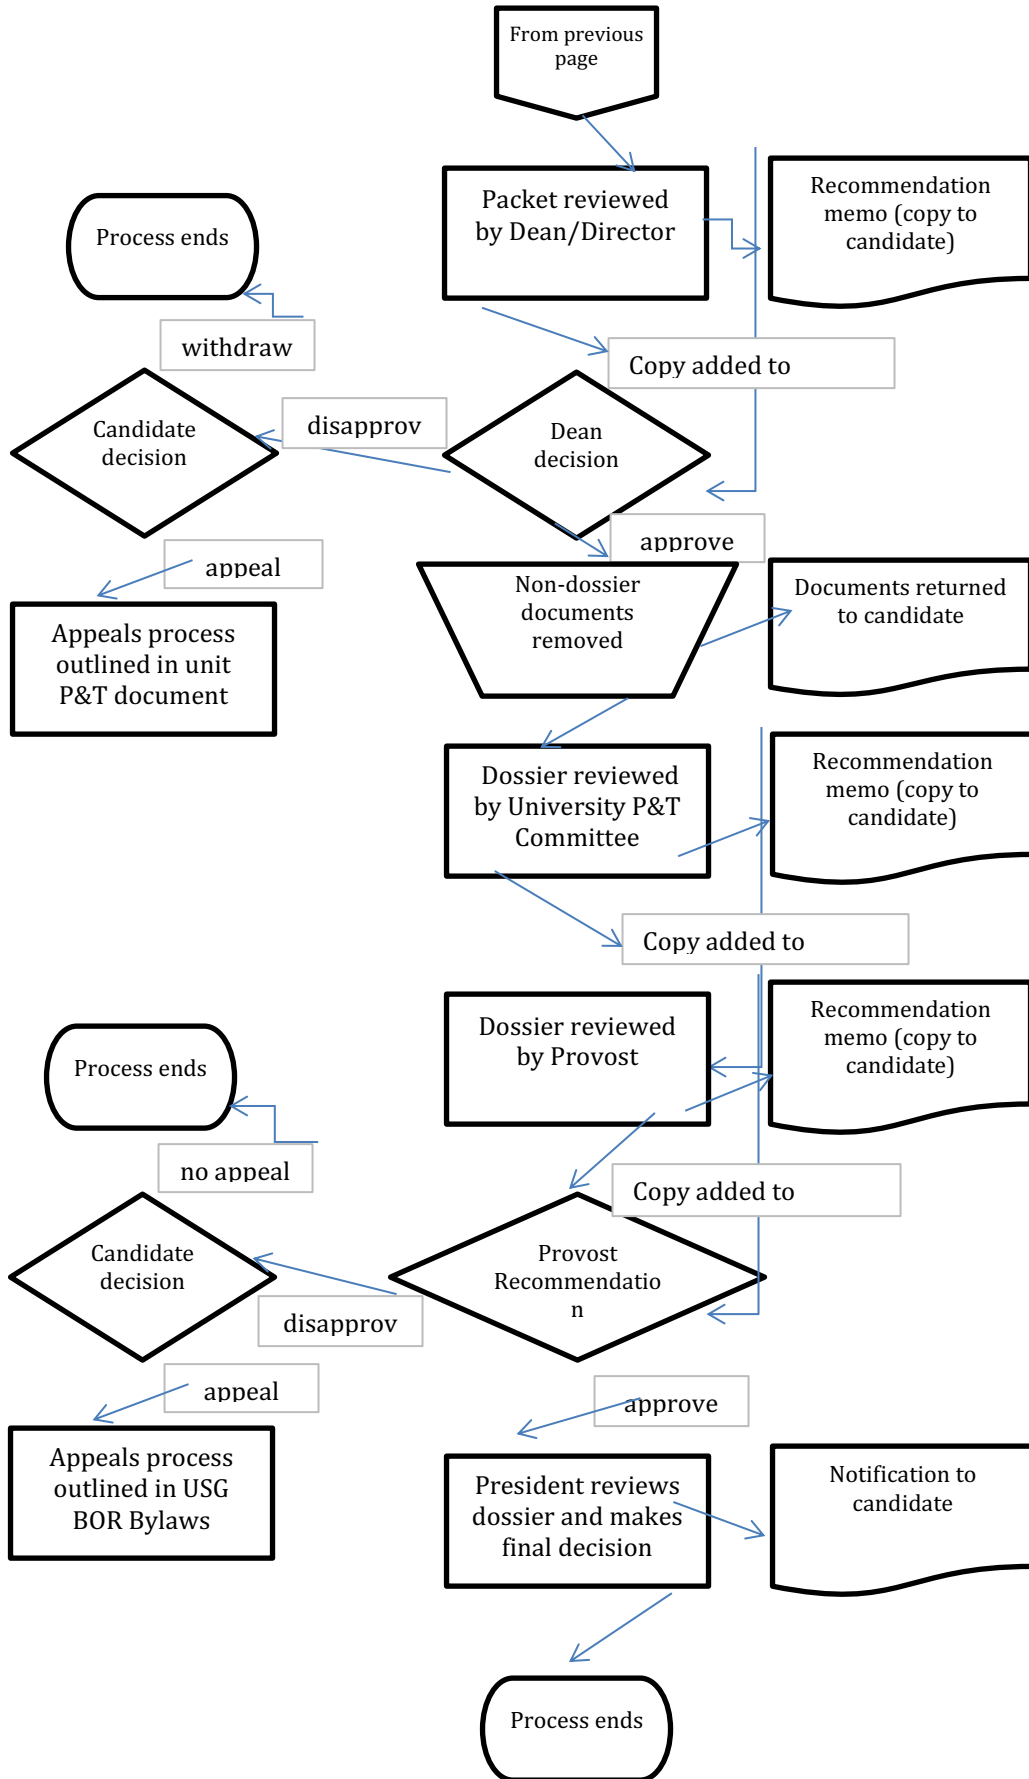 From previous
page
Packet reviewed
by Dean/Director
Recommendation
memo (copy to
candidate)
Process ends
withdraw
Copy added to
Candidate
decision
disapprov
Dean
decision
approve
appeal
Non-dossier
documents
removed
Documents returned
to candidate
Appeals process
outlined in unit
P&T document
Dossier reviewed
by University P&T
Committee
Recommendation
memo (copy to
candidate)
Copy added to
Dossier reviewed
by Provost
Recommendation
memo (copy to
candidate)
Process ends
no appeal
Copy added to
Candidate
decision
disapprov
Provost
Recommendatio
n
appeal
approve
Appeals process
outlined in USG
BOR Bylaws
President reviews
dossier and makes
final decision
Notification to
candidate
Process ends